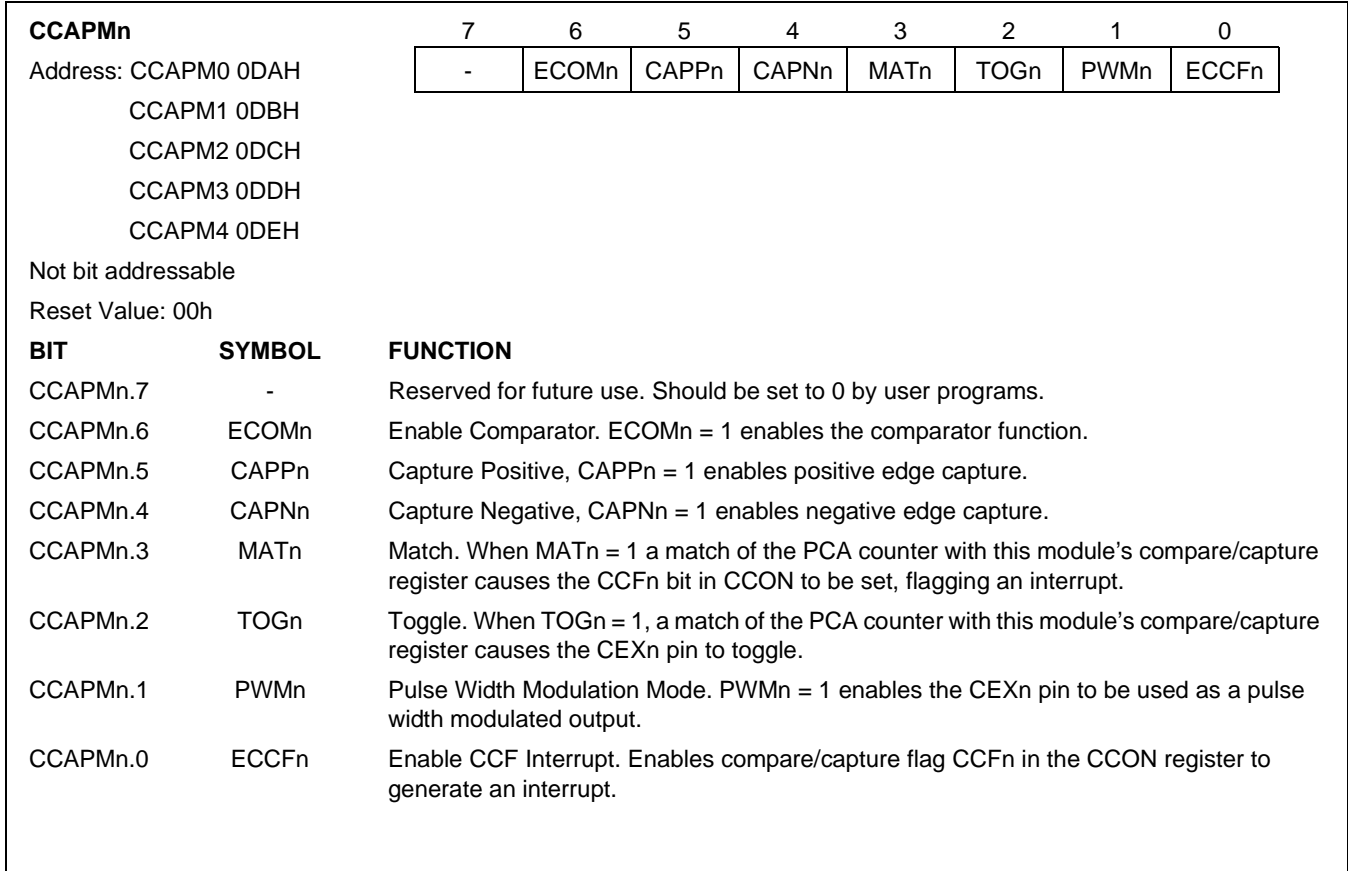 CCAPMn 7 6 5 4 3 2 1 0
Address: CCAPM0 0DAH - ECOMn CAPPn CAPNn MATn TOGn PWMn ECCFn
CCAPM1 0DBH
CCAPM2 0DCH
CCAPM3 0DDH
CCAPM4 0DEH
Not bit addressable
Reset Value: 00h
BIT SYMBOL FUNCTION
CCAPMn.7 - Reserved for future use. Should be set to 0 by user programs.
CCAPMn.6 ECOMn Enable Comparator. ECOMn = 1 enables the comparator function.
CCAPMn.5 CAPPn Capture Positive, CAPPn = 1 enables positive edge capture.
CCAPMn.4 CAPNn Capture Negative, CAPNn = 1 enables negative edge capture.
CCAPMn.3 MATn Match. When MATn = 1 a match of the PCA counter with this module's compare/capture
register causes the CCFn bit in CCON to be set, flagging an interrupt.
CCAPMn.2 TOGn Toggle. When TOGn = 1, a match of the PCA counter with this module's compare/capture
register causes the CEXn pin to toggle.
CCAPMn.1 PWMn Pulse Width Modulation Mode. PWMn = 1 enables the CEXn pin to be used as a pulse
width modulated output.
CCAPMn.0 ECCFn Enable CCF Interrupt. Enables compare/capture flag CCFn in the CCON register to
generate an interrupt.